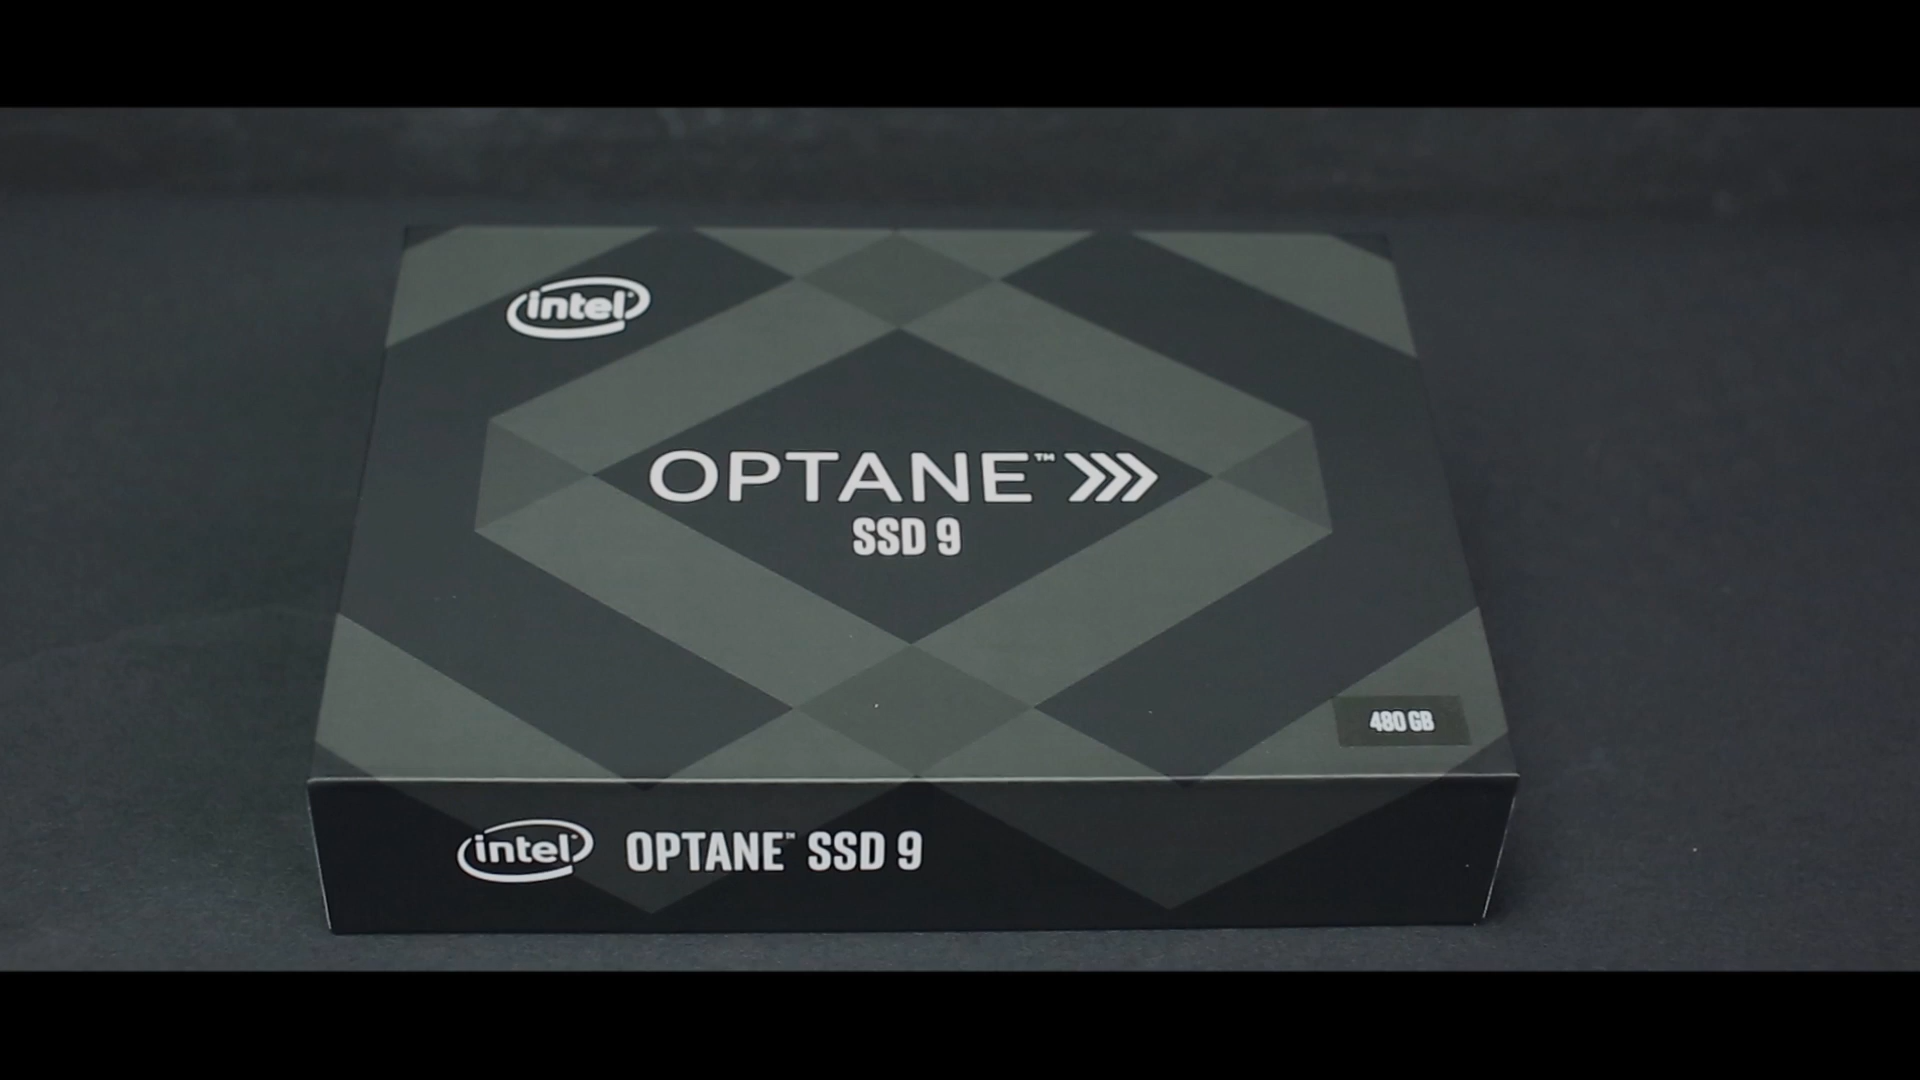 intel
OPTANE™
SSD 9
480 GB
intel OPTANE™ SSD 9